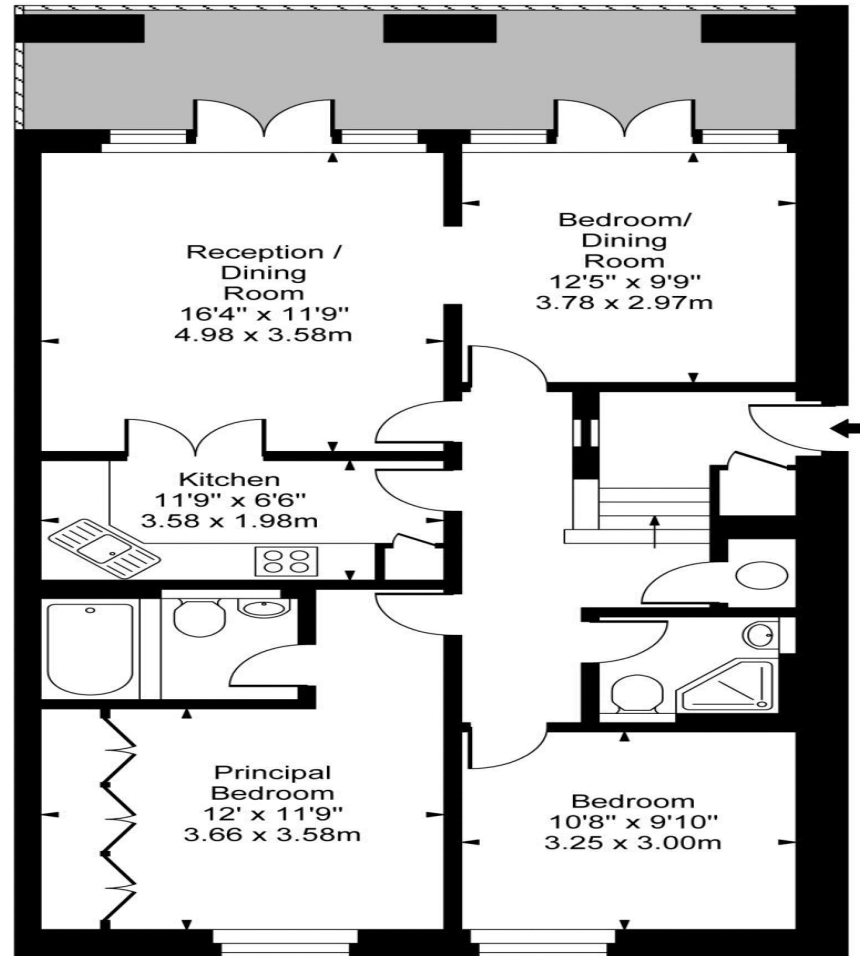 Reception /
Dining
Room
16'4" x 11'9"
4.98 x 3.58m
Bedroom/
Dining
Room
12'5" x 9'9"
3.78 x 2.97m
Kitchen
11'9" x 6'6"
3.58 x 1.98m
Principal
Bedroom
12' x 11'9"
3.66 x 3.58m
Bedroom
10'8" x 9'10"
3.25 x 3.00m